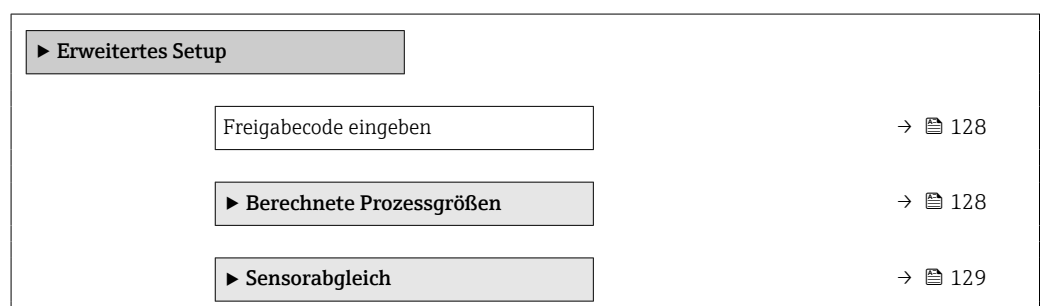 ▶ Erweitertes Setup
Freigabecode eingeben → 🖹 128
▶ Berechnete Prozessgrößen → 🖹 128
▶ Sensorabgleich → 🖹 129